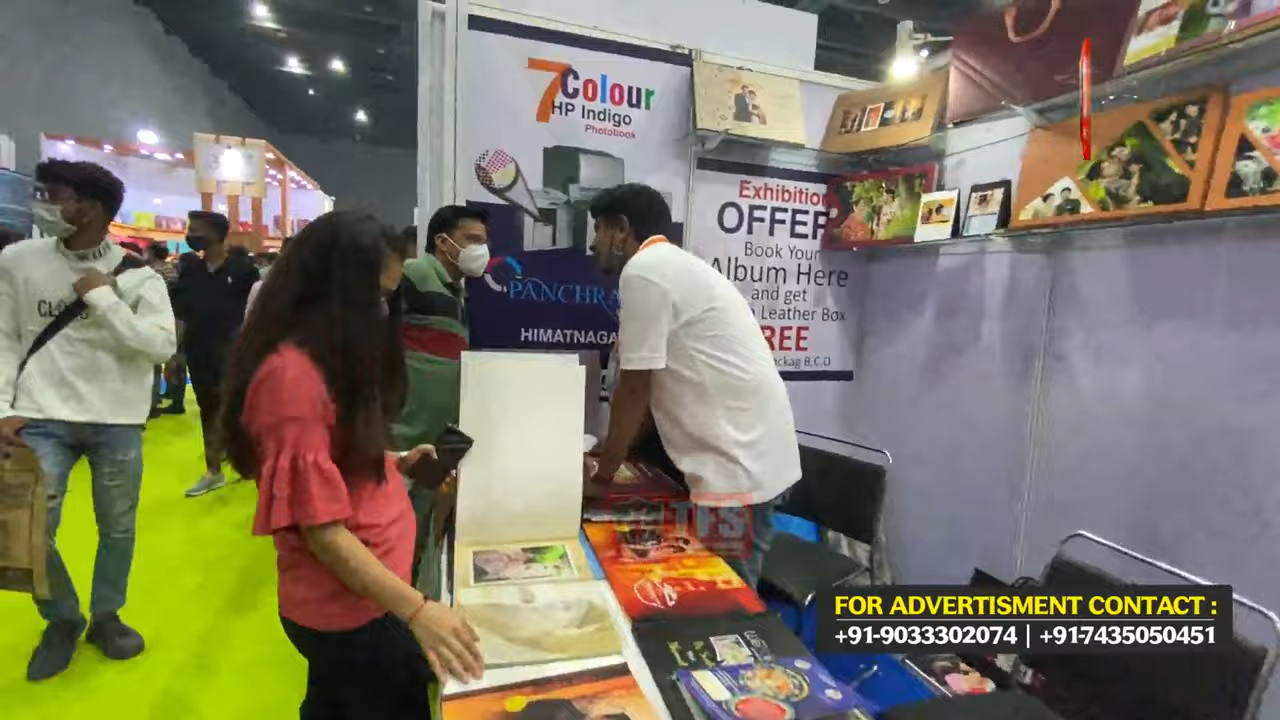 7Colour
HP Indigo
Photobook
PANCHRA
HIMATNAGA
Exhibition
OFFER
Book Your
Album Here
and get
Leather Box
REE
B,C,D
TFS
FOR ADVERTISMENT CONTACT :
+91-9033302074 | +91-7435050451